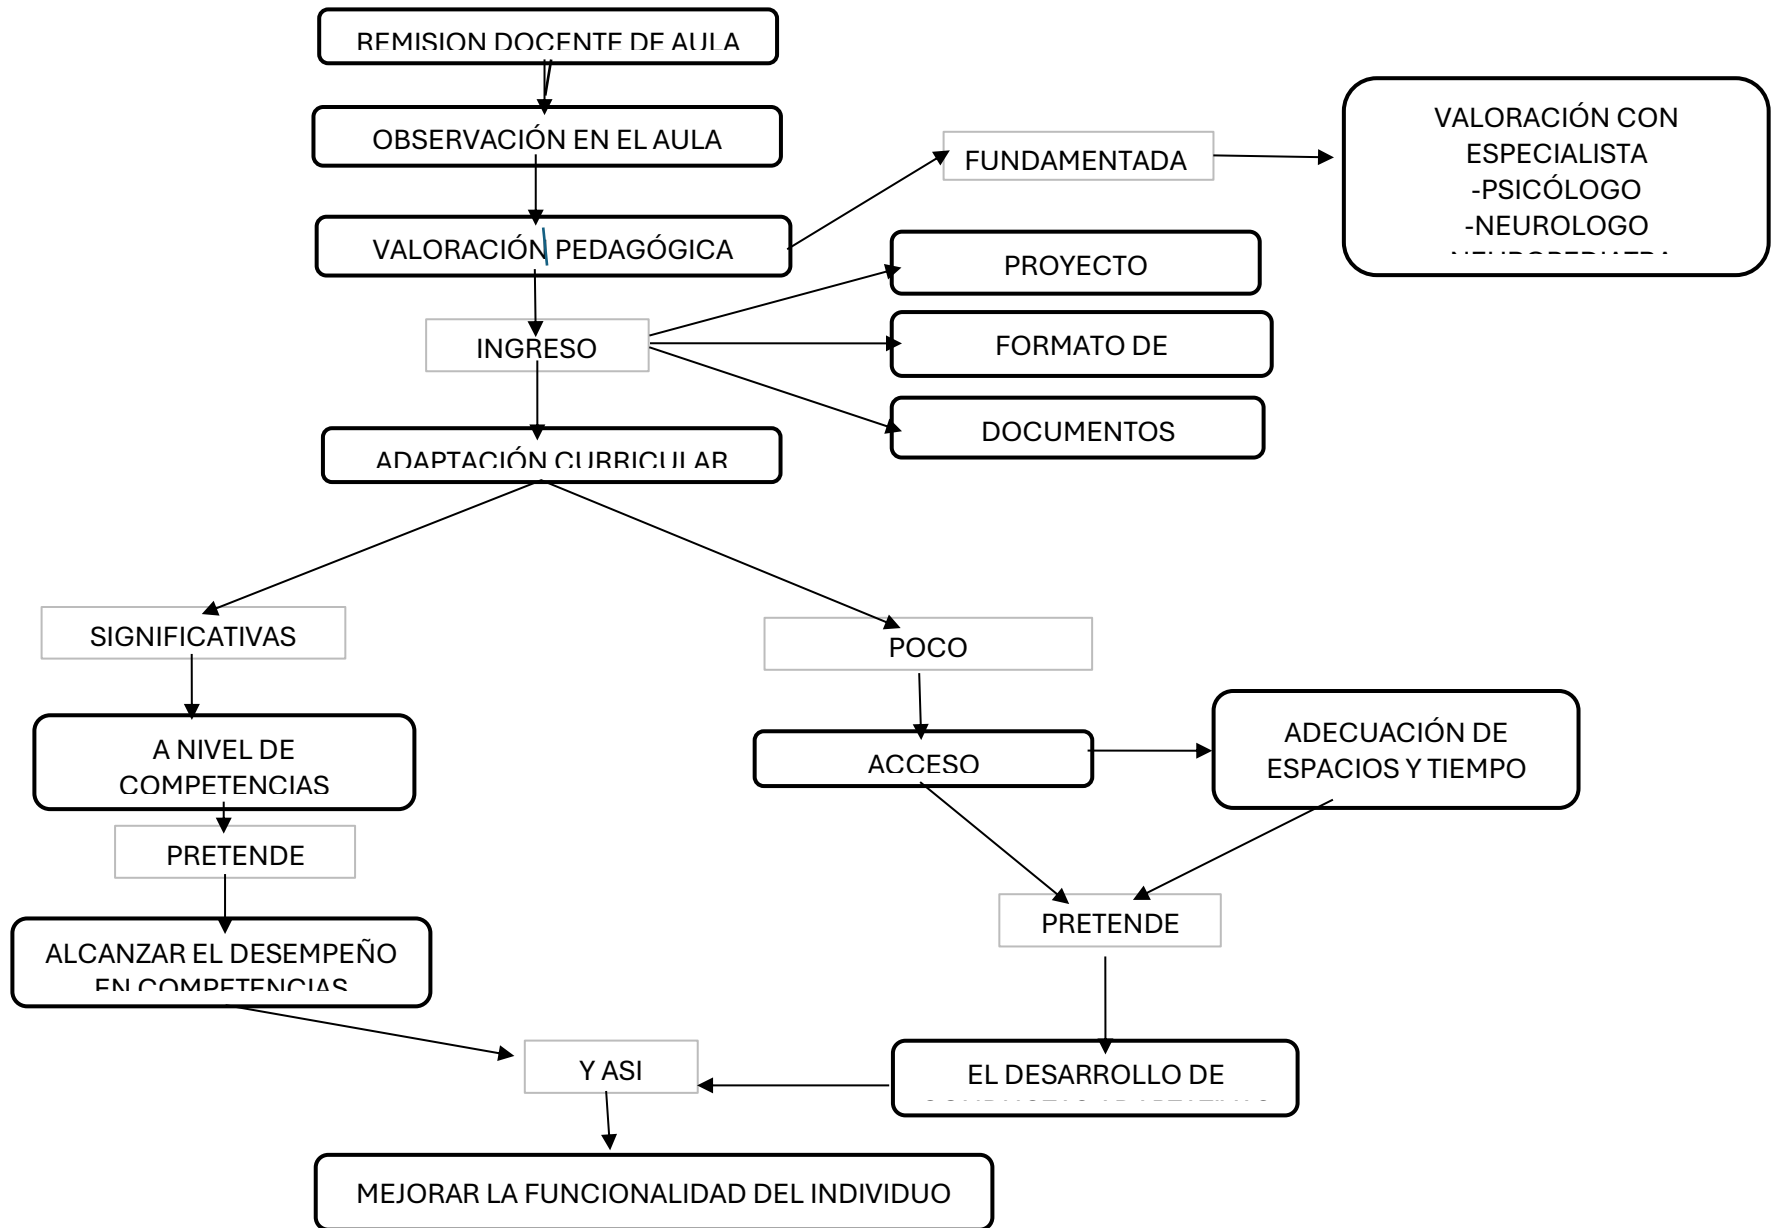 REMISION DOCENTE DE AULA
OBSERVACIÓN EN EL AULA
VALORACIÓN PEDAGÓGICA
FUNDAMENTADA
VALORACIÓN CON
ESPECIALISTA
-PSICÓLOGO
-NEUROLOGO
INGRESO
PROYECTO
FORMATO DE
DOCUMENTOS
ADAPTACIÓN CURRICULAR
SIGNIFICATIVAS
A NIVEL DE
COMPETENCIAS
PRETENDE
ALCANZAR EL DESEMPEÑO
EN COMPETENCIAS
POCO
ACCESO
ADECUACIÓN DE
ESPACIOS Y TIEMPO
PRETENDE
EL DESARROLLO DE
Y ASI
MEJORAR LA FUNCIONALIDAD DEL INDIVIDUO